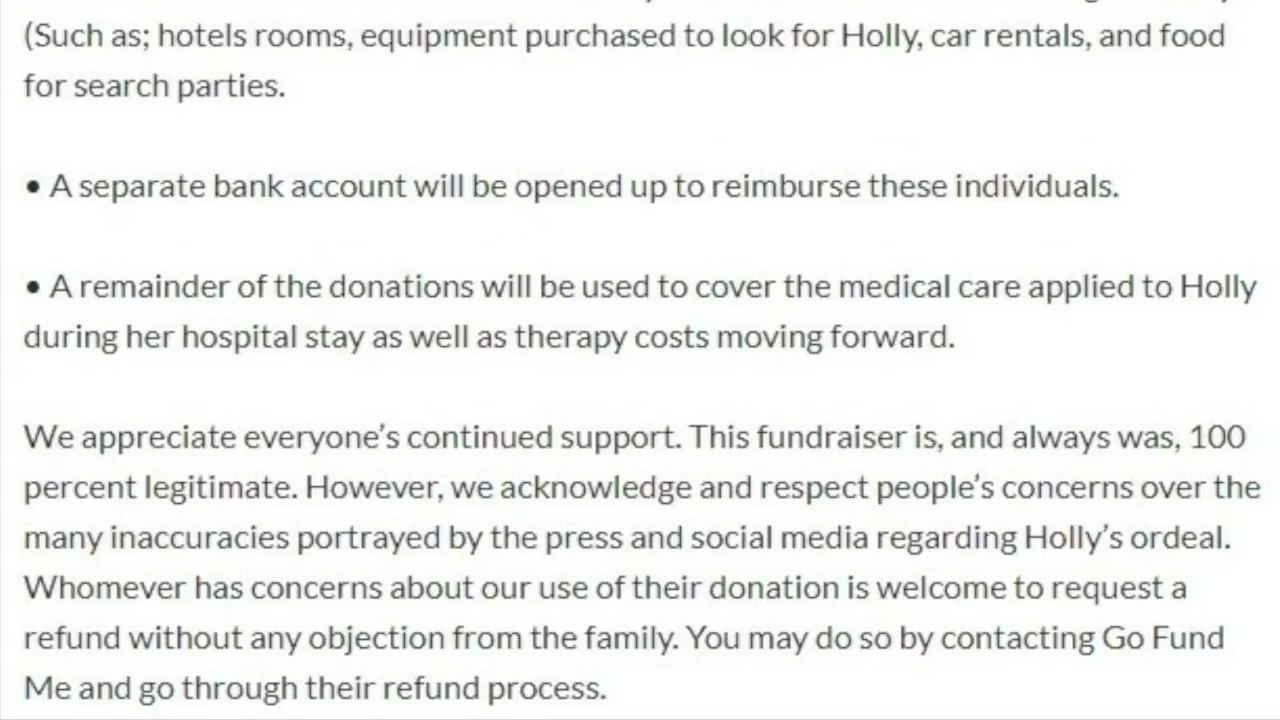 (Such as; hotels rooms, equipment purchased to look for Holly, car rentals, and food
for search parties.
• A separate bank account will be opened up to reimburse these individuals.
• A remainder of the donations will be used to cover the medical care applied to Holly
during her hospital stay as well as therapy costs moving forward.
We appreciate everyone’s continued support. This fundraiser is, and always was, 100
percent legitimate. However, we acknowledge and respect people’s concerns over the
many inaccuracies portrayed by the press and social media regarding Holly’s ordeal.
Whomever has concerns about our use of their donation is welcome to request a
refund without any objection from the family. You may do so by contacting Go Fund
Me and go through their refund process.